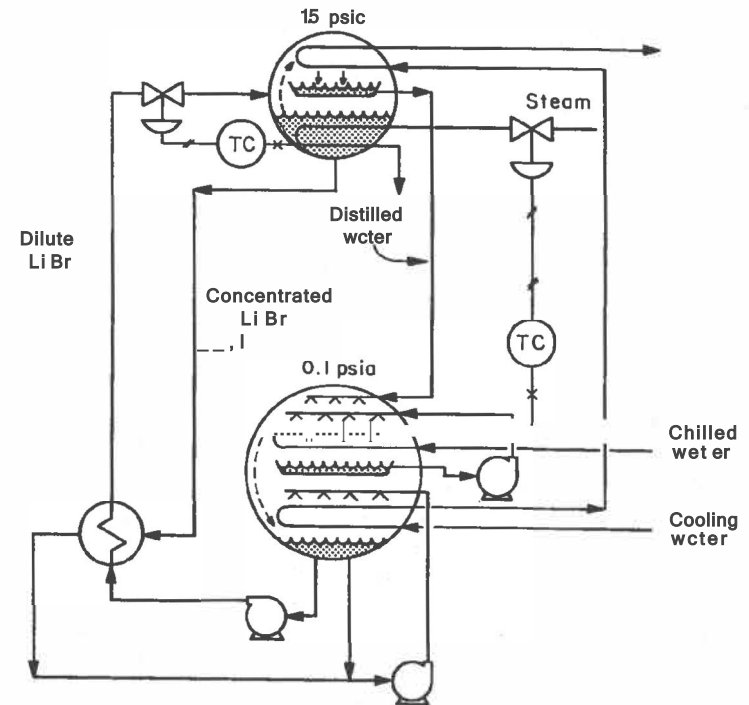 15 psic
Steam
TC
Distilled
wcter
Dilute
Li Br
Concentrated
Li Br
TC
0.1 psia
Chilled
wet er
Cooling
wcter